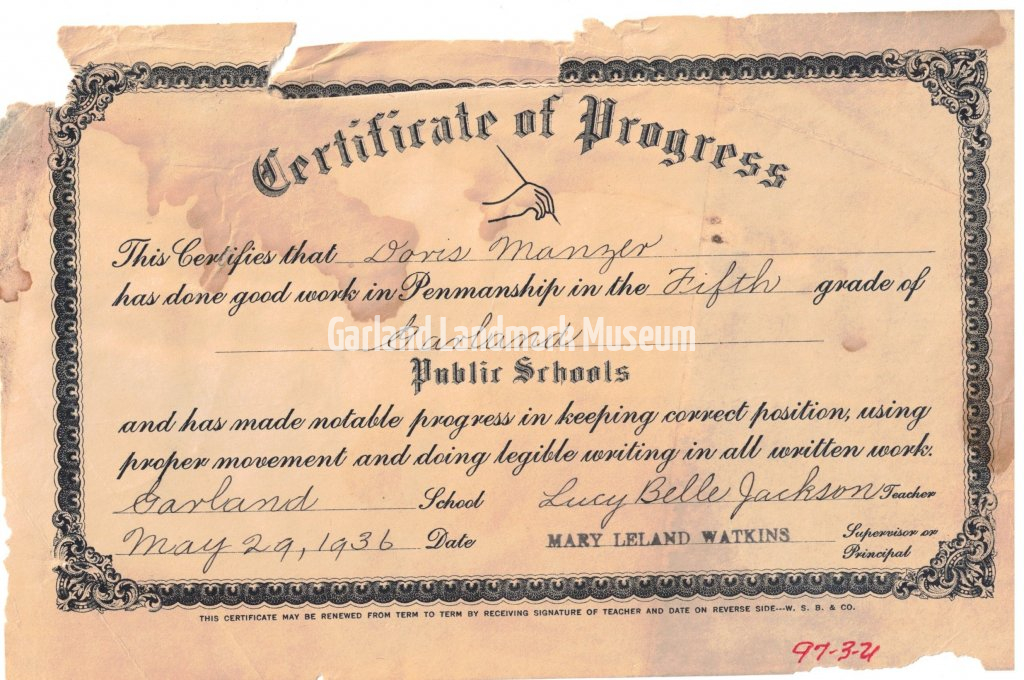 Certificate of Progress
This Certifies that Doris Manzer
has done good work in Penmanship in the Fifth grade of
Garland
Garland Landmark Museum
Public Schools
and has made notable progress in keeping correct position, using
proper movement and doing legible writing in all written work.
Garland School Lucy Belle Jackson Teacher
May 29, 1936 Date MARY LELAND WATKINS Supervisor or Principal
THIS CERTIFICATE MAY BE RENEWED FROM TERM TO TERM BY RECEIVING SIGNATURE OF TEACHER AND DATE ON REVERSE SIDE---W. S. B. & CO.
97-3-21